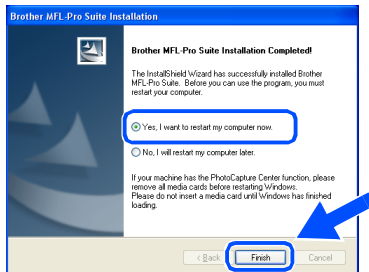 Brother MFL-Pro Suite Installation
Brother MFL-Pro Suite Installation Completed!
The InstallShield Wizard has successfully installed Brother
MFL-Pro Suite. Before you can use the program, you must
restart your computer.
Yes, I want to restart my computer now.
No, I will restart my computer later.
If your machine has the PhotoCapture Center function, please
remove all media cards before restarting Windows.
Please do not insert a media card until Windows has finished
loading.
< Back Finish Cancel